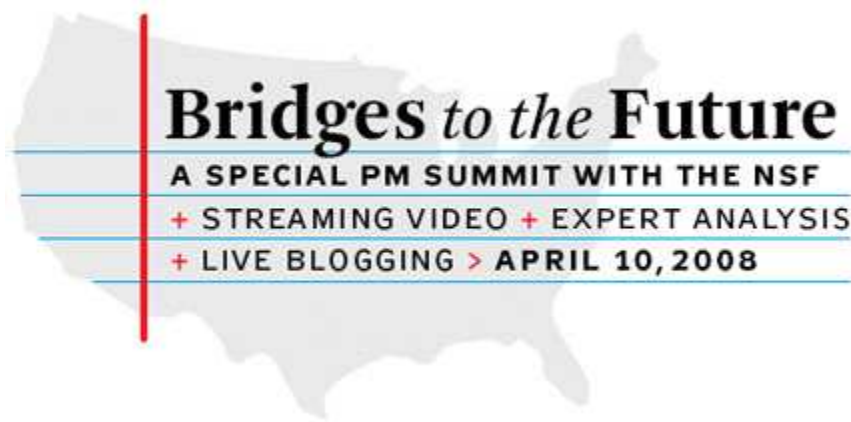 Bridges to the Future
A SPECIAL PM SUMMIT WITH THE NSF
+ STREAMING VIDEO + EXPERT ANALYSIS
+ LIVE BLOGGING > APRIL 10, 2008